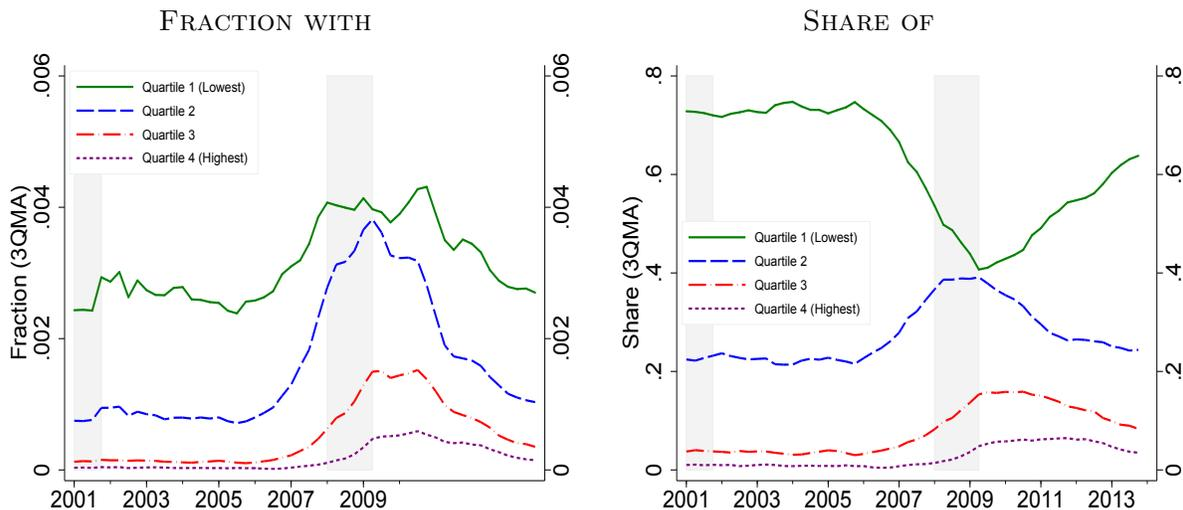 FRACTION WITH
Fraction (3QMA)
.006
.004
.002
0
.006
.004
.002
0
Quartile 1 (Lowest)
Quartile 2
Quartile 3
Quartile 4 (Highest)
2001 2003 2005 2007 2009
SHARE OF
Share (3QMA)
.8
.6
.4
.2
0
.8
.6
.4
.2
0
Quartile 1 (Lowest)
Quartile 2
Quartile 3
Quartile 4 (Highest)
2001 2003 2005 2007 2009 2011 2013